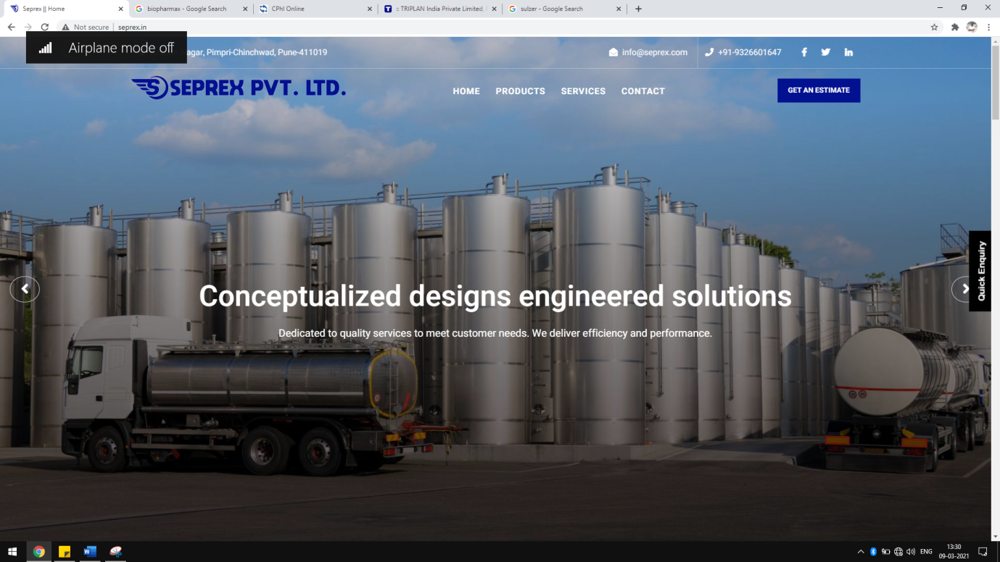 Seprex || Home
biopharmax - Google Search
CPhI Online
:: TRIPLAN India Private Limited,
sulzer - Google Search
Not secure | seprex.in
Airplane mode off
agar, Pimpri-Chinchwad, Pune-411019
info@seprex.com
+91-9326601647
SEPREX PVT. LTD.
HOME PRODUCTS SERVICES CONTACT
GET AN ESTIMATE
Quick Enquiry
Conceptualized designs engineered solutions
Dedicated to quality services to meet customer needs. We deliver efficiency and performance.
ENG
13:30
09-03-2021